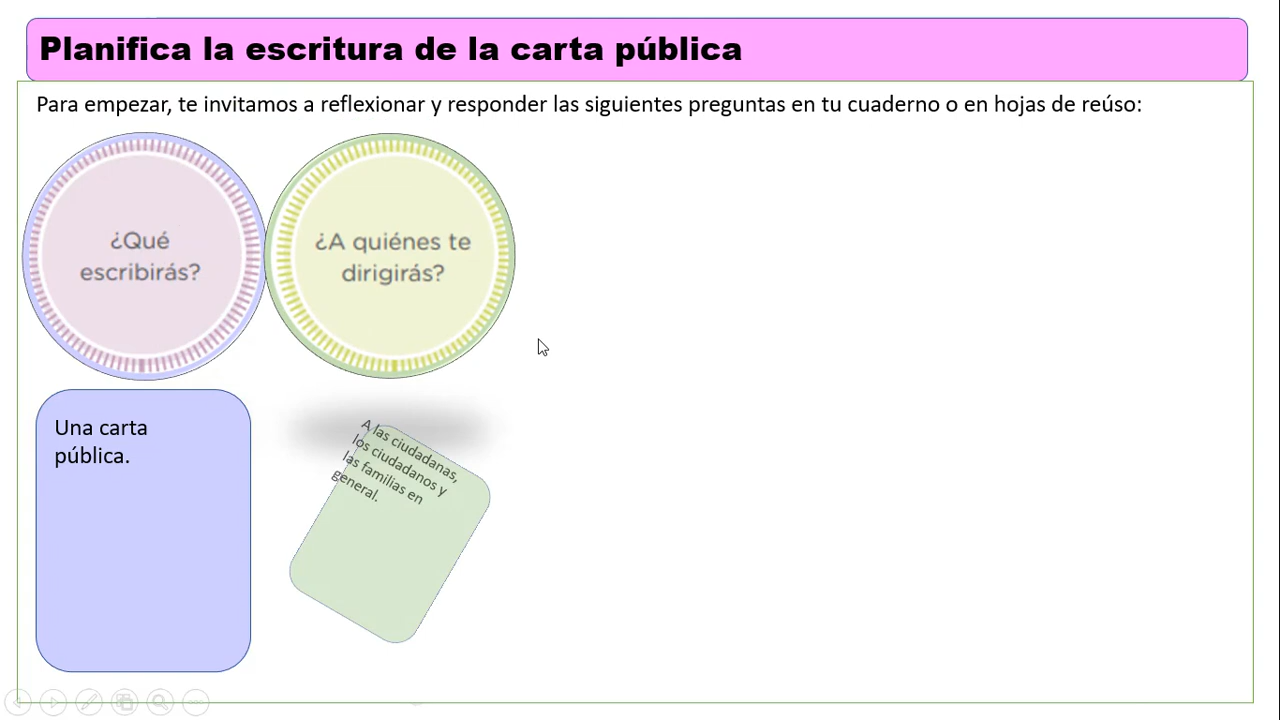 Planifica la escritura de la carta pública
Para empezar, te invitamos a reflexionar y responder las siguientes preguntas en tu cuaderno o en hojas de reúso:
¿Qué
escribirás?
¿A quiénes te
dirigirás?
Una carta
pública.
A las ciudadanas,
los ciudadanos y
las familias en
general.